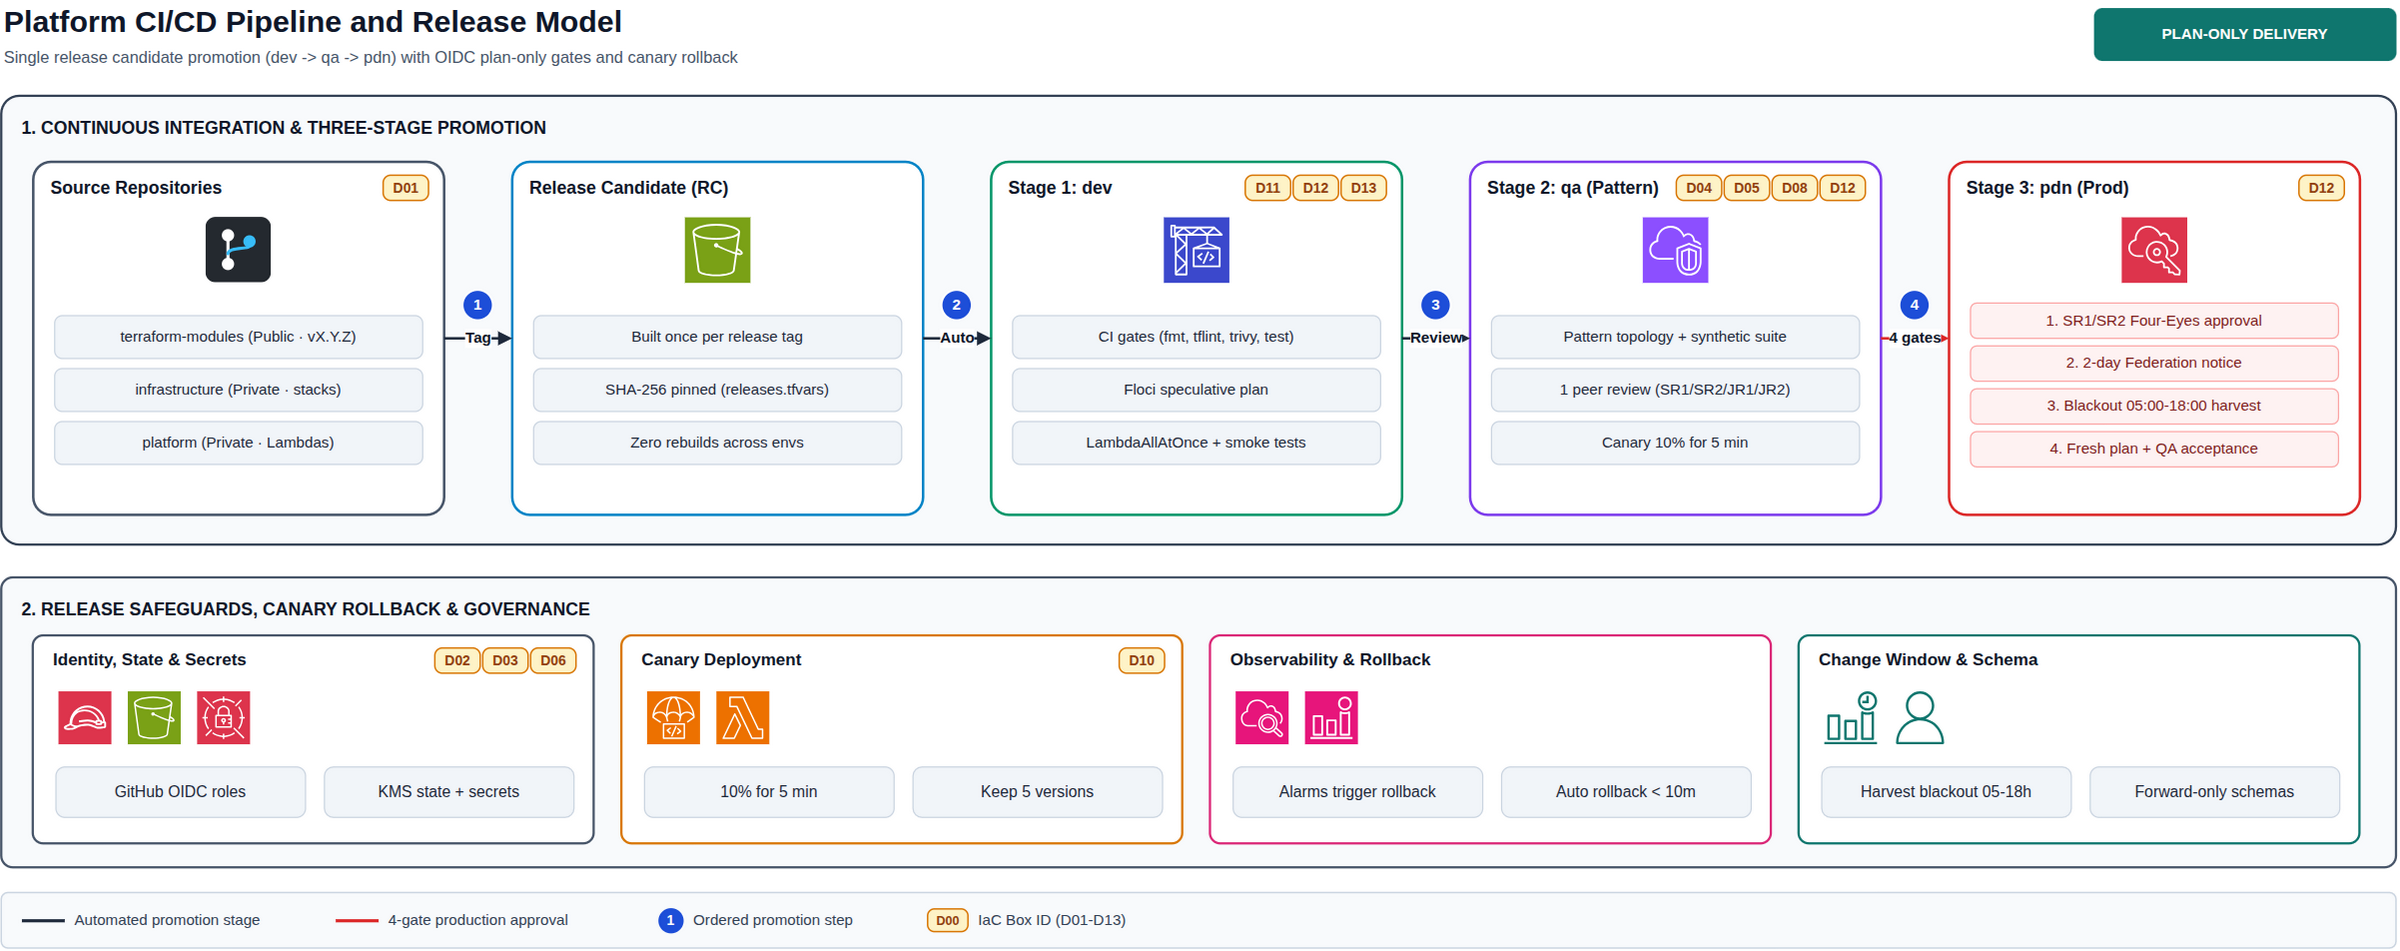 Platform CI/CD Pipeline and Release Model
PLAN-ONLY DELIVERY
Single release candidate promotion (dev -> qa -> pdn) with OIDC plan-only gates and canary rollback
1. CONTINUOUS INTEGRATION & THREE-STAGE PROMOTION
Source Repositories
D01
terraform-modules (Public · vX.Y.Z)
infrastructure (Private · stacks)
platform (Private · Lambdas)
1
Tag
Release Candidate (RC)
Built once per release tag
SHA-256 pinned (releases.tfvars)
Zero rebuilds across envs
2
Auto
Stage 1: dev
D11
D12
D13
CI gates (fmt, tflint, trivy, test)
Floci speculative plan
LambdaAllAtOnce + smoke tests
3
Review
Stage 2: qa (Pattern)
D04
D05
D08
D12
Pattern topology + synthetic suite
1 peer review (SR1/SR2/JR1/JR2)
Canary 10% for 5 min
4
4 gates
Stage 3: pdn (Prod)
D12
1. SR1/SR2 Four-Eyes approval
2. 2-day Federation notice
3. Blackout 05:00-18:00 harvest
4. Fresh plan + QA acceptance
2. RELEASE SAFEGUARDS, CANARY ROLLBACK & GOVERNANCE
Identity, State & Secrets
D02
D03
D06
GitHub OIDC roles
KMS state + secrets
Canary Deployment
D10
10% for 5 min
Keep 5 versions
Observability & Rollback
Alarms trigger rollback
Auto rollback < 10m
Change Window & Schema
Harvest blackout 05-18h
Forward-only schemas
Automated promotion stage
4-gate production approval
1
Ordered promotion step
D00
IaC Box ID (D01-D13)